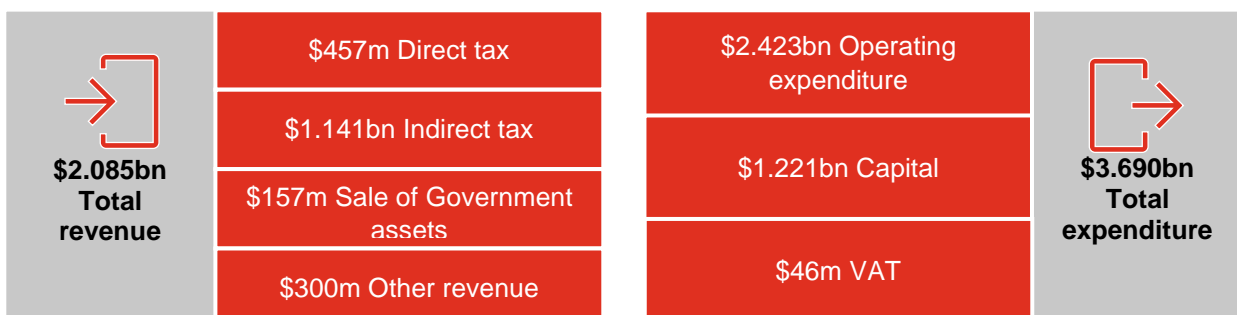 $2.085bn
Total
revenue
$457m Direct tax
$1.141bn Indirect tax
$157m Sale of Government
assets
$300m Other revenue
$2.423bn Operating
expenditure
$1.221bn Capital
$46m VAT
$3.690bn
Total
expenditure